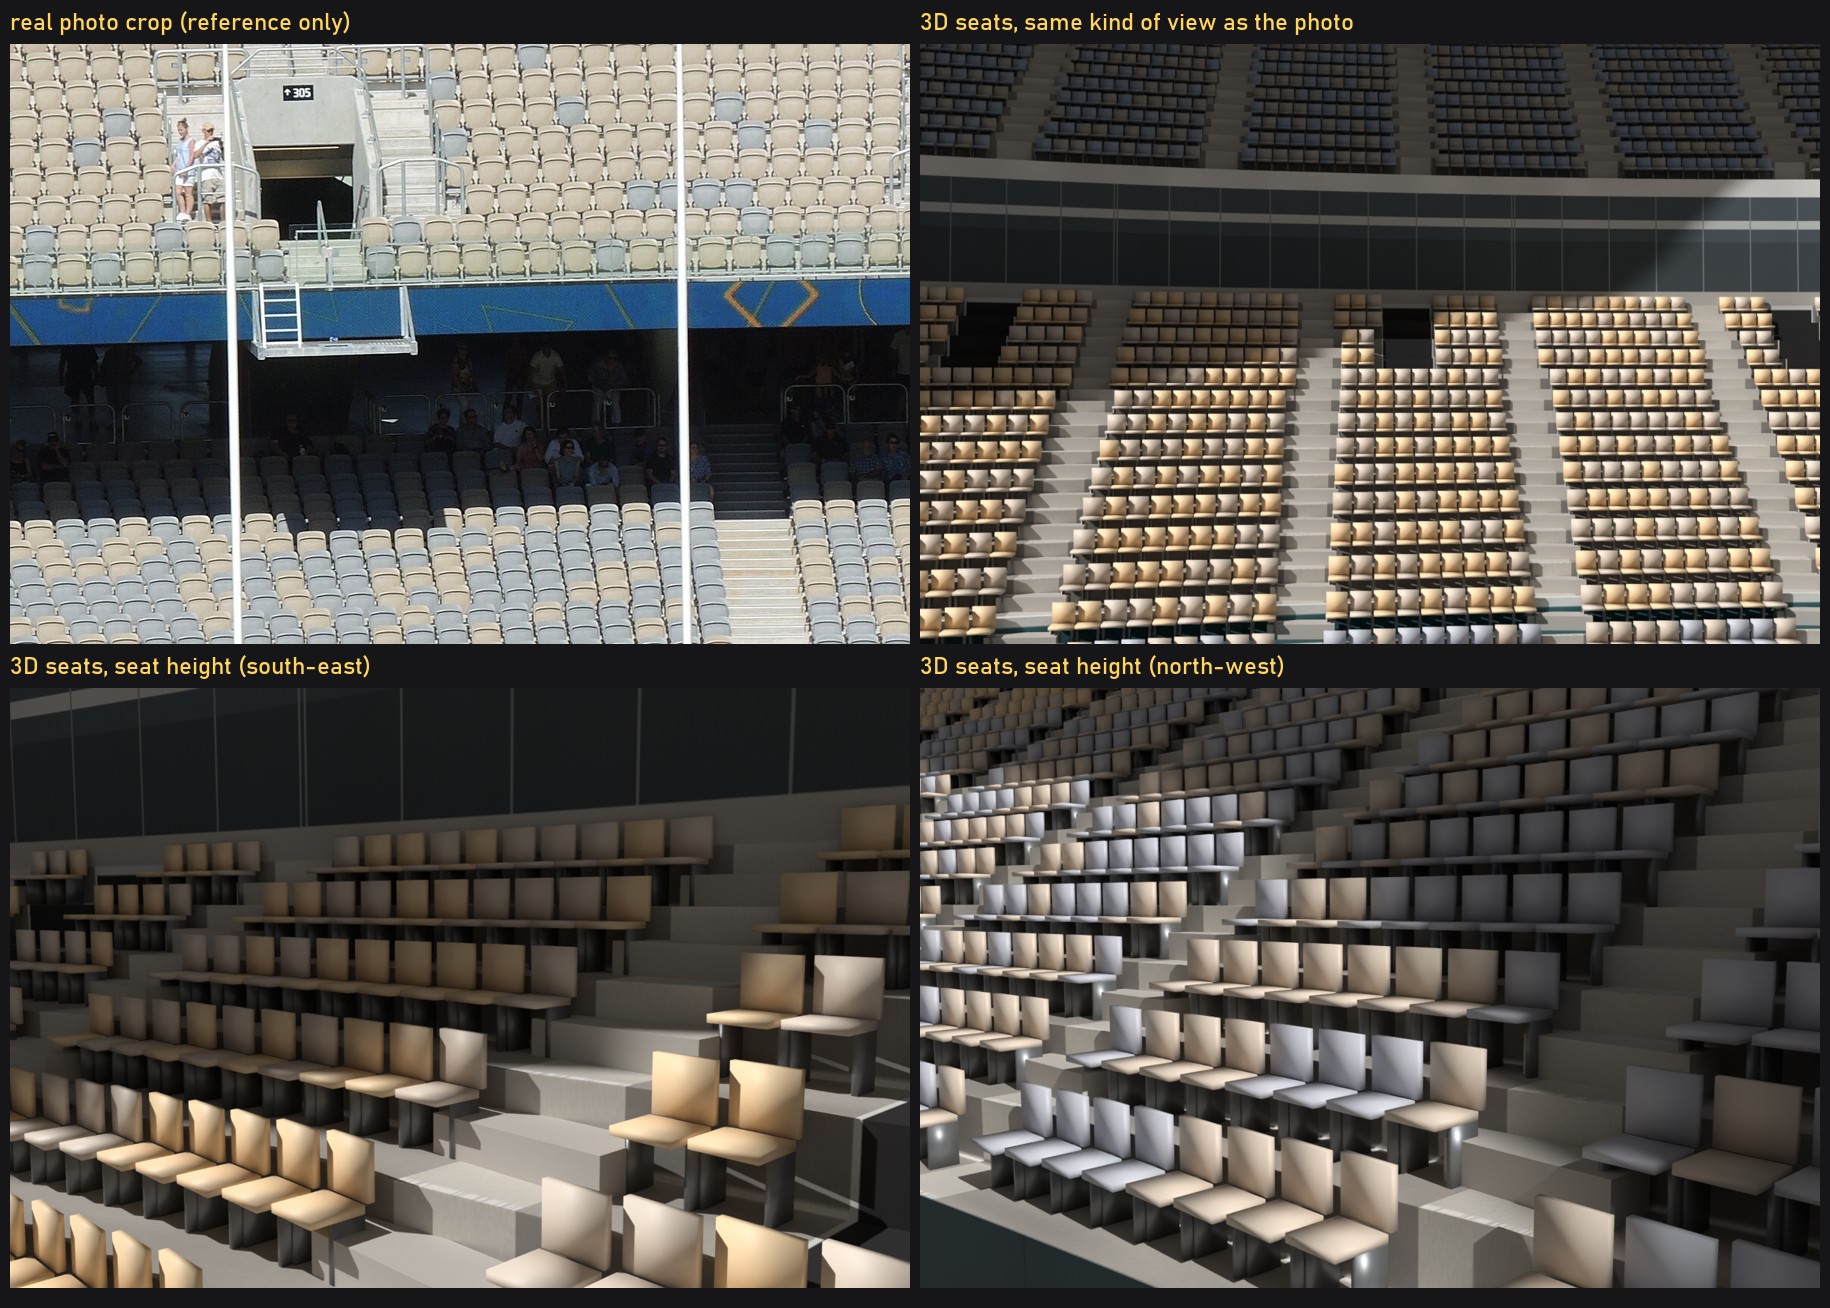 real photo crop (reference only)
3D seats, same kind of view as the photo
↑ 305
3D seats, seat height (south-east)
3D seats, seat height (north-west)